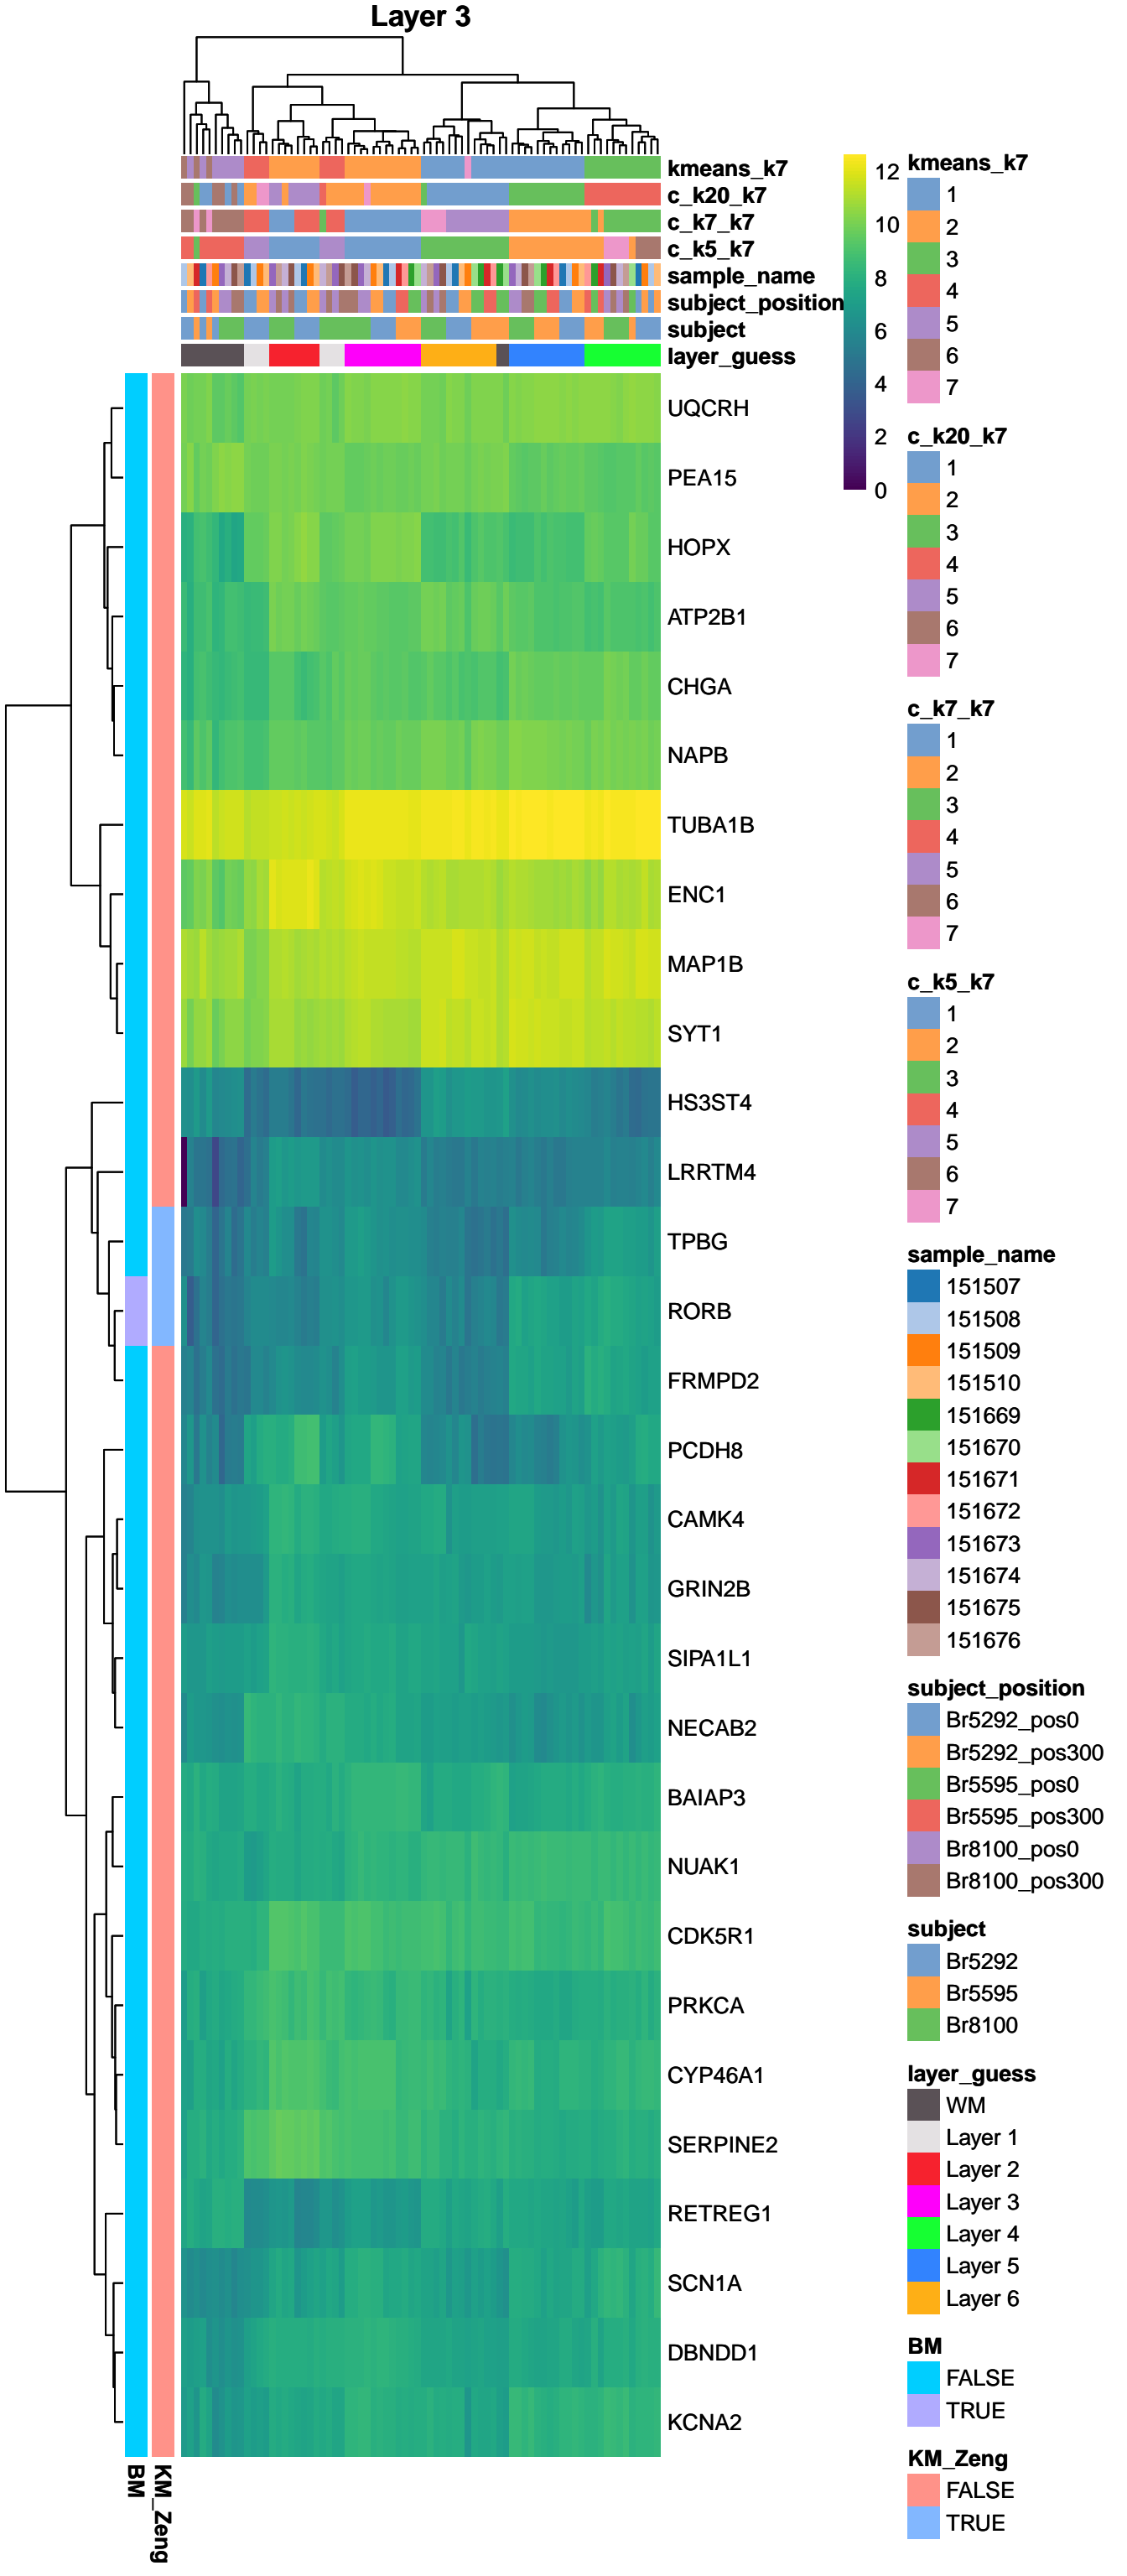 Layer 3
kmeans_k7
c_k20_k7
c_k7_k7
c_k5_k7
sample_name
subject_position
subject
layer_guess
UQCRH
PEA15
HOPX
ATP2B1
CHGA
NAPB
TUBA1B
ENC1
MAP1B
SYT1
HS3ST4
LRRTM4
TPBG
RORB
FRMPD2
PCDH8
CAMK4
GRIN2B
SIPA1L1
NECAB2
BAIAP3
NUAK1
CDK5R1
PRKCA
CYP46A1
SERPINE2
RETREG1
SCN1A
DBNDD1
KCNA2
BM
KM_Zeng
12
10
8
6
4
2
0
kmeans_k7
1
2
3
4
5
6
7
c_k20_k7
1
2
3
4
5
6
7
c_k7_k7
1
2
3
4
5
6
7
c_k5_k7
1
2
3
4
5
6
7
sample_name
151507
151508
151509
151510
151669
151670
151671
151672
151673
151674
151675
151676
subject_position
Br5292_pos0
Br5292_pos300
Br5595_pos0
Br5595_pos300
Br8100_pos0
Br8100_pos300
subject
Br5292
Br5595
Br8100
layer_guess
WM
Layer 1
Layer 2
Layer 3
Layer 4
Layer 5
Layer 6
BM
FALSE
TRUE
KM_Zeng
FALSE
TRUE